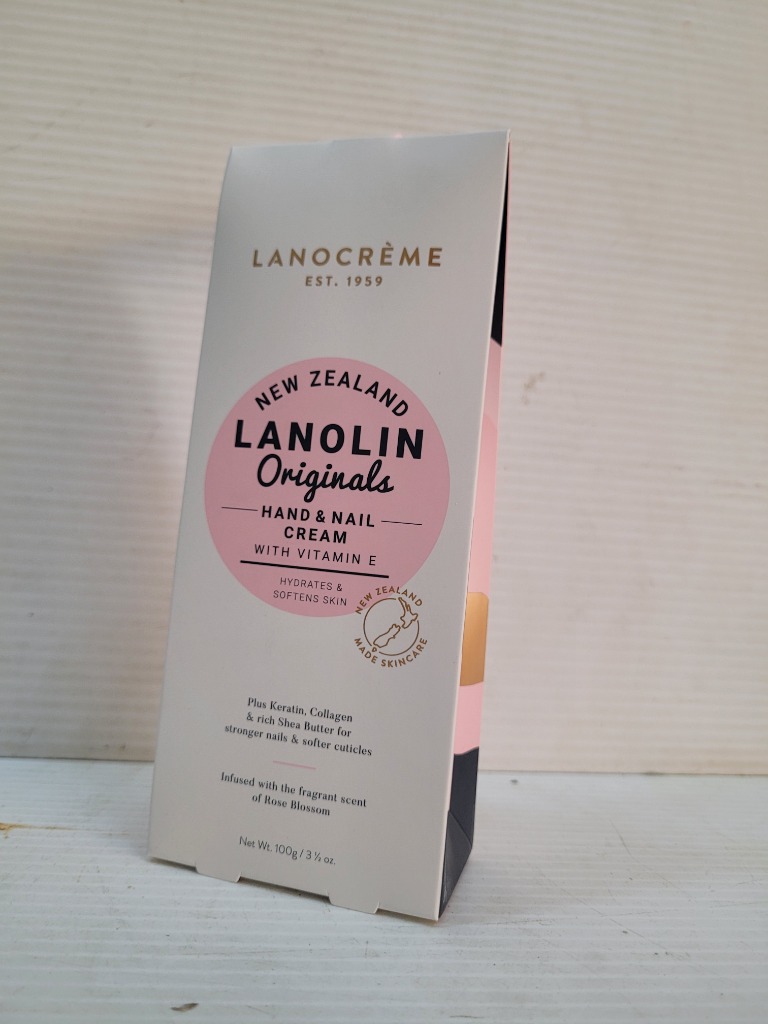 LANOCRÈME
EST. 1959
NEW ZEALAND
LANOLIN
Originals
HAND & NAIL
CREAM
WITH VITAMIN E
HYDRATES &
SOFTENS SKIN
NEW ZEALAND
MADE SKINCARE
Plus Keratin, Collagen
& rich Shea Butter for
stronger nails & softer cuticles
Infused with the fragrant scent
of Rose Blossom
Net Wt. 100g / 3 ½ oz.